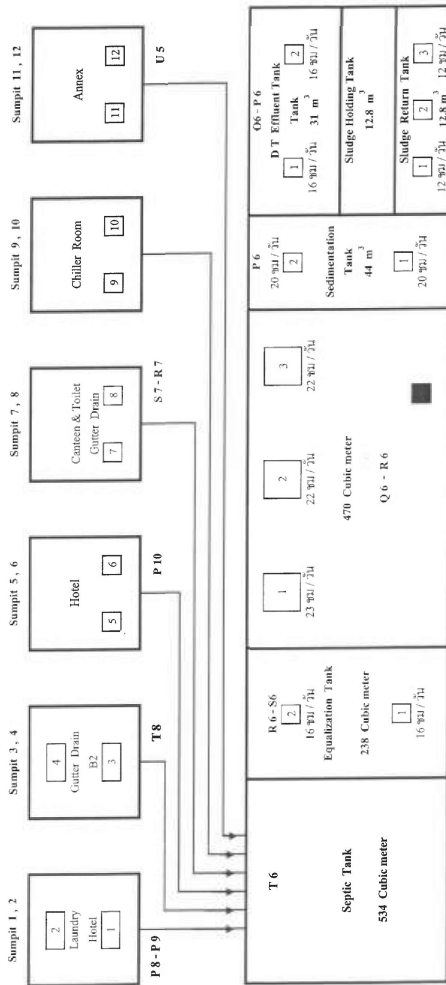 Sumpit 1 , 2
2
Laundry
Hotel
1
P8 - P9
Sumpit 3 , 4
4
Gutter Drain
B2
3
T8
Sumpit 5 , 6
Hotel
5
6
P10
Sumpit 7 , 8
Canteen & Toilet
Gutter Drain
7
8
S 7 - R 7
Sumpit 9 , 10
Chiller Room
9
10
Sumpit 11 , 12
Annex
11
12
U 5
T 6
Septic Tank
534 Cubic meter
R 6 - S6
2
16 ชม / วัน
Equalization Tank
238 Cubic meter
1
16 ชม / วัน
1
23 ชม / วัน
2
22 ชม / วัน
3
22 ชม / วัน
470 Cubic meter
Q 6 - R 6
P 6
20 ชม / วัน
2
Sedimentation
Tank
44 m³
1
20 ชม / วัน
O6 - P 6
D T Effluent Tank
1
Tank
2
16 ชม / วัน
31 m³
16 ชม / วัน
Sludge Holding Tank
12.8 m³
Sludge Return Tank
1
2
3
12 ชม / วัน
12.8 m³
12 ชม / วัน